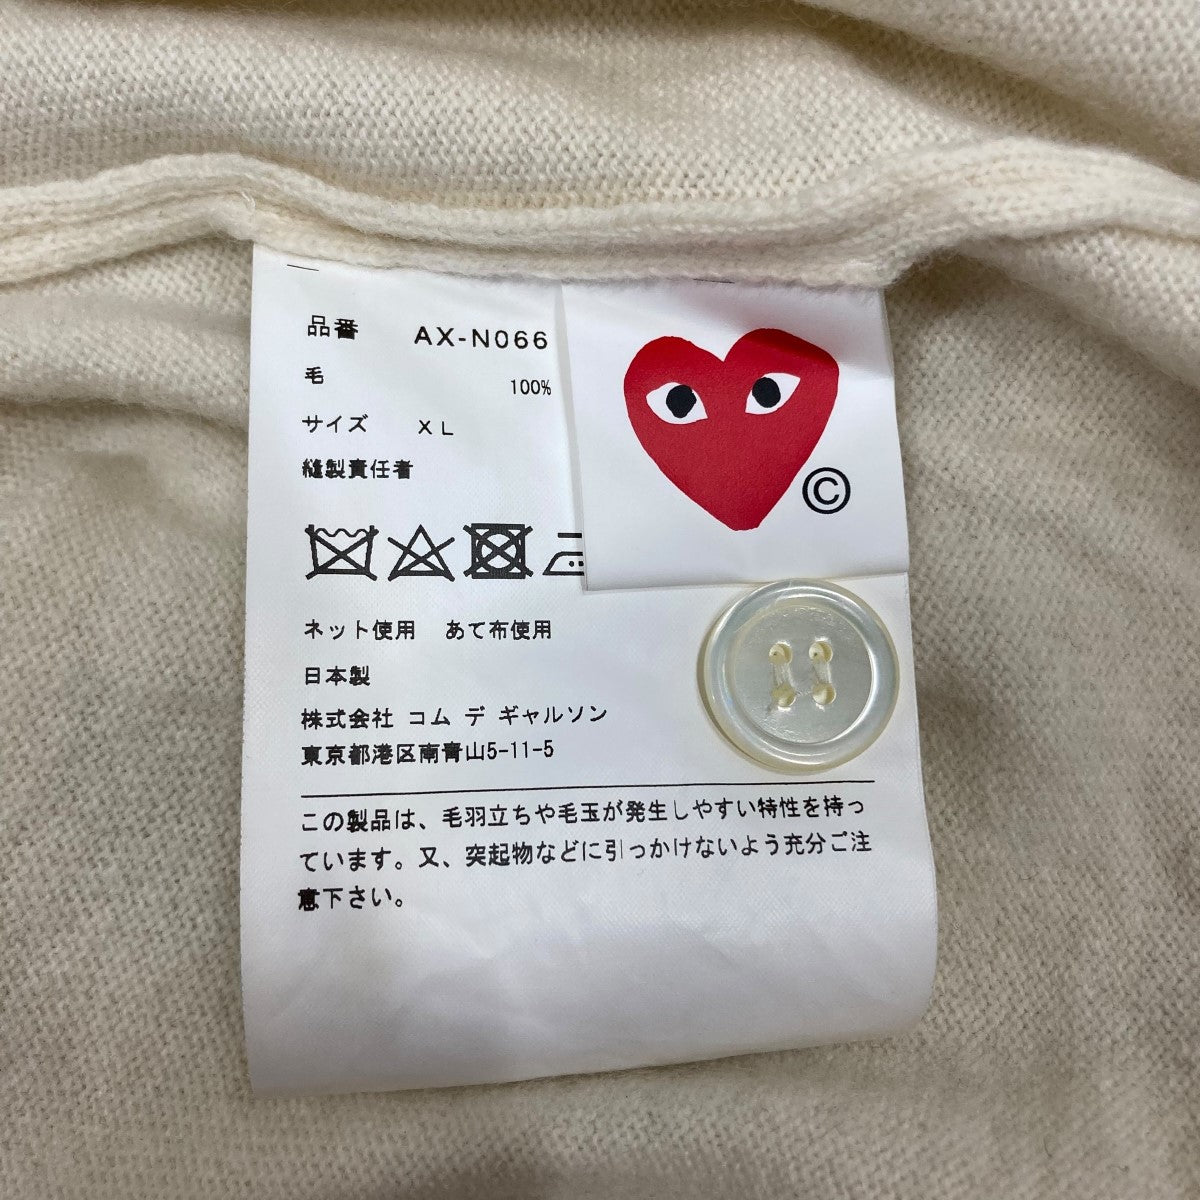 品番 AX-N066
毛 100%
サイズ XL
縫製責任者
©
ネット使用 あて布使用
日本製
株式会社 コム デ ギャルソン
東京都港区南青山5-11-5
この製品は、毛羽立ちや毛玉が発生しやすい特性を持っ
ています。又、突起物などに引っかけないよう充分ご注
意下さい。